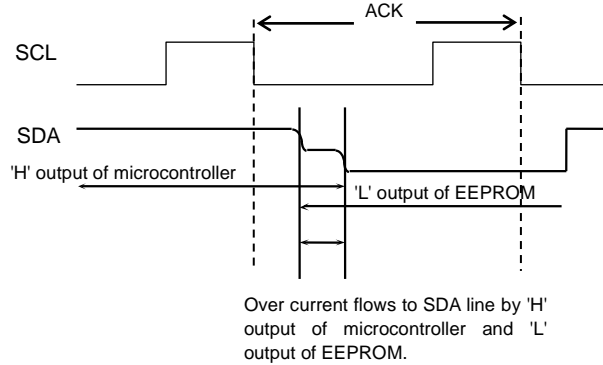 ACK
SCL
SDA
'H' output of microcontroller
'L' output of EEPROM
Over current flows to SDA line by 'H'
output of microcontroller and 'L'
output of EEPROM.